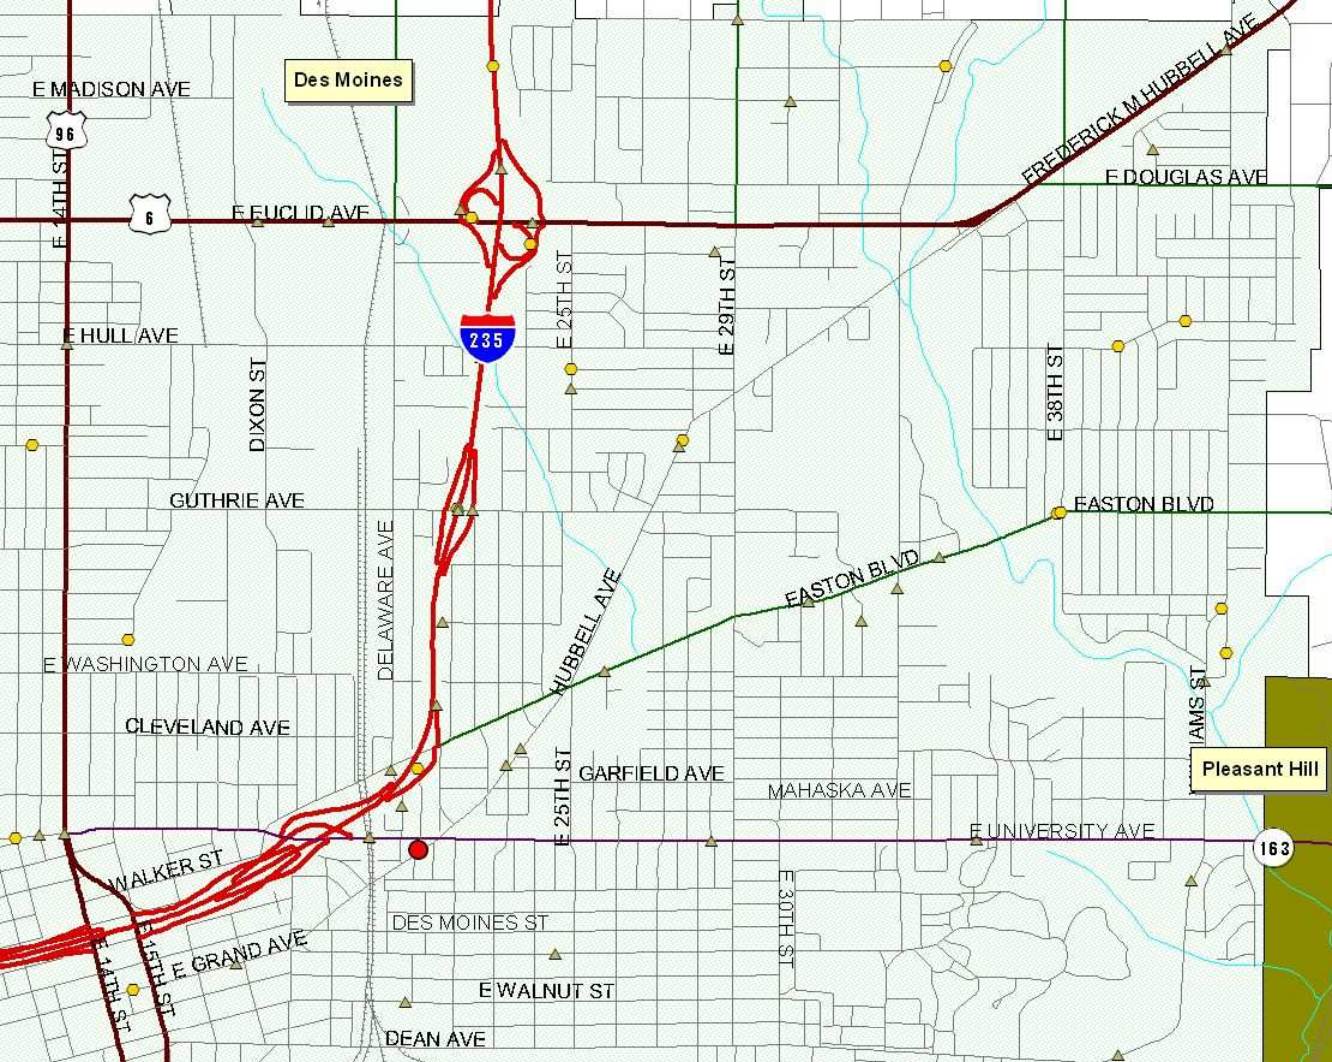 FREDERICK M HUBBELL AVE
Des Moines
E MADISON AVE
96
E 14TH ST
E DOUGLAS AVE
6
E EUCLID AVE
E 25TH ST
E 29TH ST
E HULL AVE
235
DIXON ST
E 38TH ST
GUTHRIE AVE
EASTON BLVD
DELAWARE AVE
EASTON BLVD
HUBBELL AVE
E WASHINGTON AVE
IAMS ST
CLEVELAND AVE
E 25TH ST
GARFIELD AVE
Pleasant Hill
MAHASKA AVE
E UNIVERSITY AVE
163
WALKER ST
E 30TH ST
DES MOINES ST
E 14TH ST
E 15TH ST
E GRAND AVE
E WALNUT ST
DEAN AVE